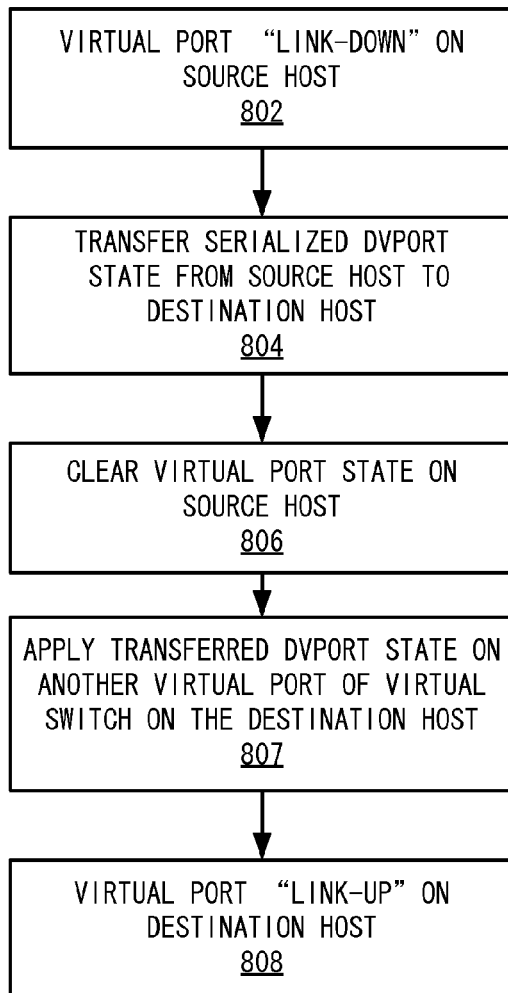 VIRTUAL PORT “LINK-DOWN” ON
SOURCE HOST
802
TRANSFER SERIALIZED DVPORT
STATE FROM SOURCE HOST TO
DESTINATION HOST
804
CLEAR VIRTUAL PORT STATE ON
SOURCE HOST
806
APPLY TRANSFERRED DVPORT STATE ON
ANOTHER VIRTUAL PORT OF VIRTUAL
SWITCH ON THE DESTINATION HOST
807
VIRTUAL PORT “LINK-UP” ON
DESTINATION HOST
808